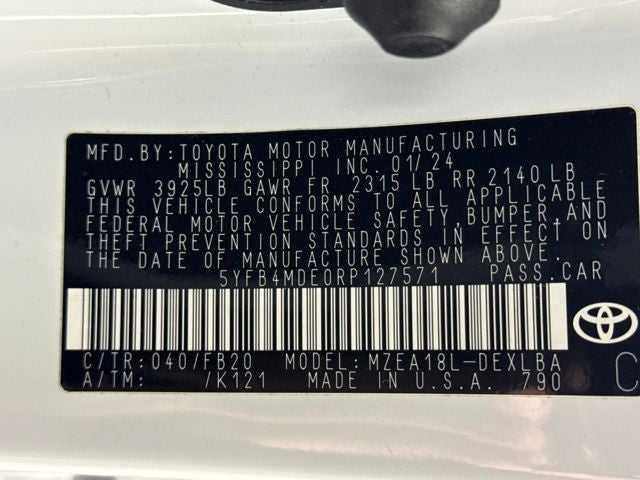 MFD.BY:TOYOTA MOTOR MANUFACTURING
MISSISSIPPI INC. 01/24
GVWR 3925LB GAWR FR 2315 LB RR 2140 LB
THIS VEHICLE CONFORMS TO ALL APPLICABLE
FEDERAL MOTOR VEHICLE SAFETY,BUMPER,AND
THEFT PREVENTION STANDARDS IN EFFECT ON
THE DATE OF MANUFACTURE SHOWN ABOVE.
5YFB4MDE0RP127571 PASS.CAR
C/TR:040/FB20 MODEL:MZEA18L-DEXLBA
A/TM: /K121 MADE IN U.S.A. 790
C